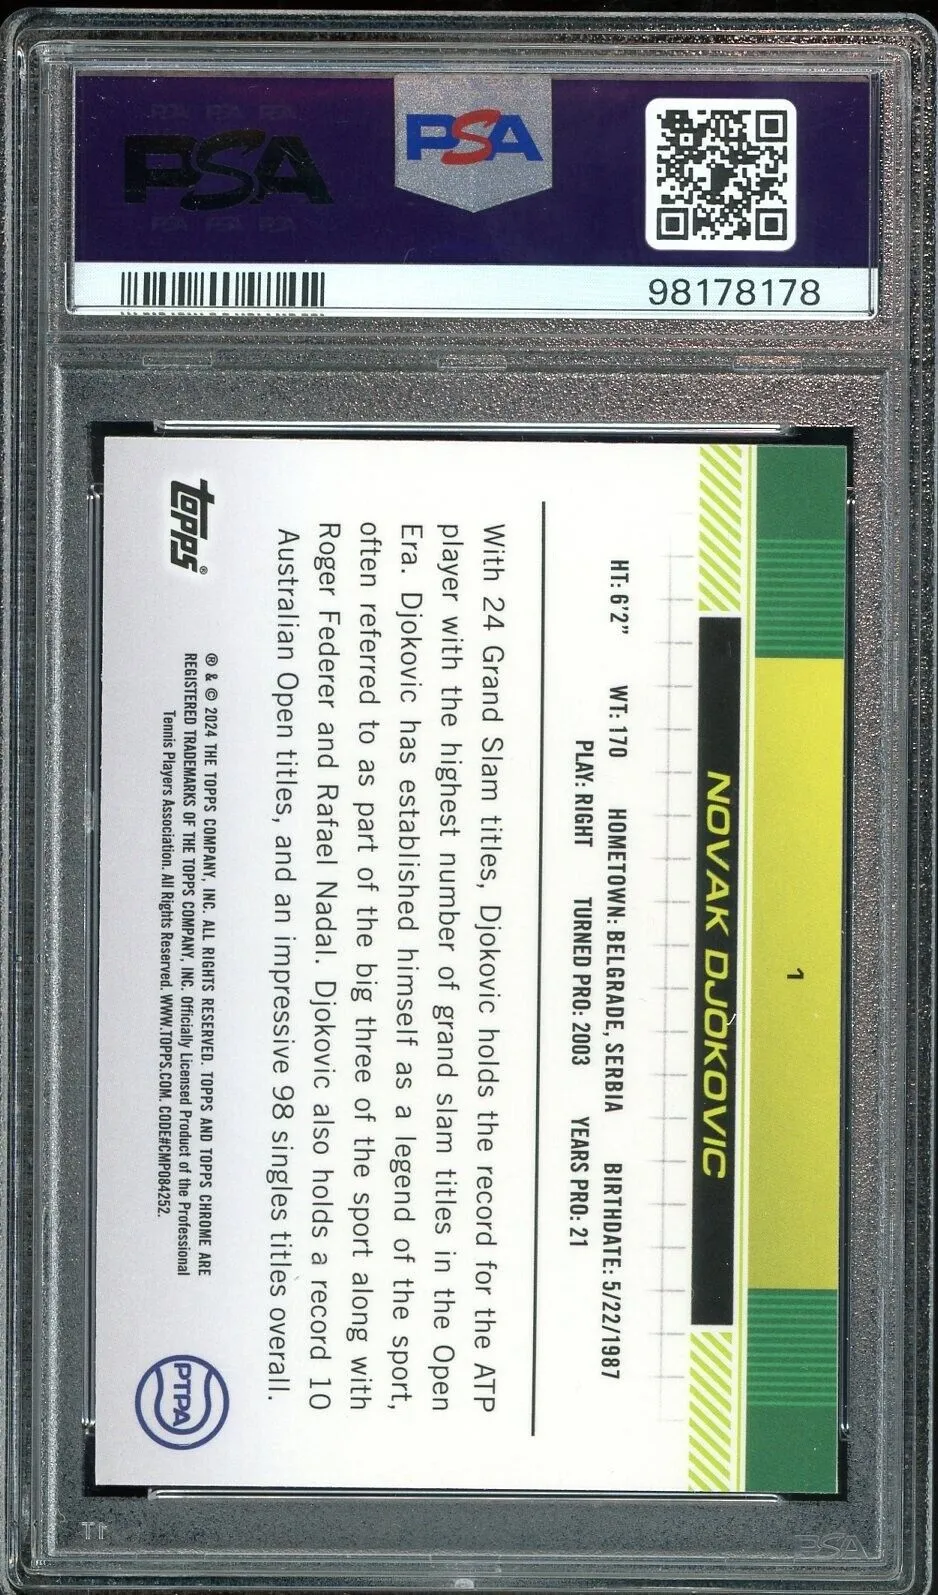 PSA
PSA
98178178
1
NOVAK DJOKOVIC
HT: 6'2" WT: 170 HOMETOWN: BELGRADE, SERBIA BIRTHDATE: 5/22/1987
PLAY: RIGHT TURNED PRO: 2003 YEARS PRO: 21
With 24 Grand Slam titles, Djokovic holds the record for the ATP
player with the highest number of grand slam titles in the Open
Era. Djokovic has established himself as a legend of the sport,
often referred to as part of the big three of the sport along with
Roger Federer and Rafael Nadal. Djokovic also holds a record 10
Australian Open titles, and an impressive 98 singles titles overall.
topps®
® & © 2024 THE TOPPS COMPANY, INC. ALL RIGHTS RESERVED. TOPPS AND TOPPS CHROME ARE
REGISTERED TRADEMARKS OF THE TOPPS COMPANY, INC. Officially Licensed Product of the Professional
Tennis Players Association. All Rights Reserved. WWW.TOPPS.COM. CODE#CMP084252.
PTPA
PSA